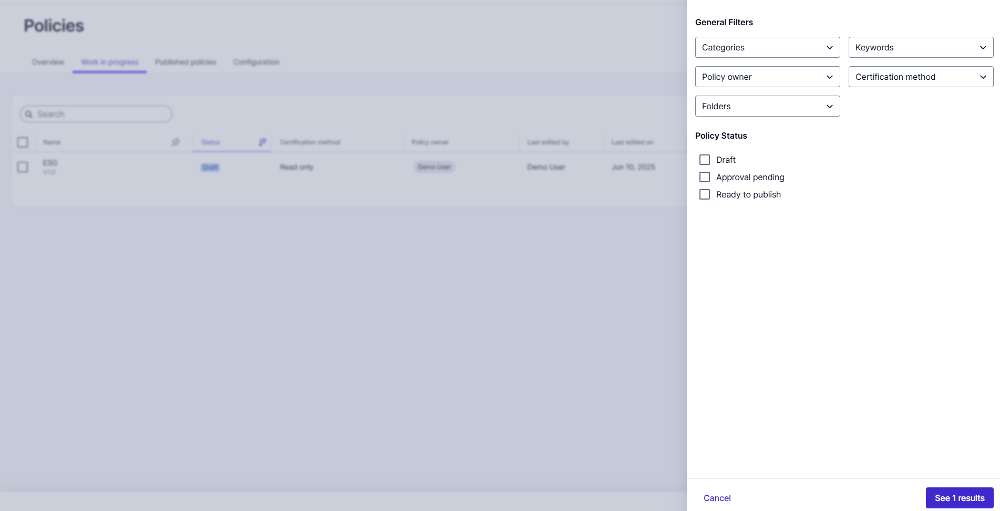 Policies
Overview
Work in progress
Published policies
Configuration
Search
Name
Status
Certification method
Policy owner
Last edited by
Last edited on
ESG
V1.0
Draft
Read only
Demo User
Demo User
Jun 10, 2025
General Filters
Categories
Keywords
Policy owner
Certification method
Folders
Policy Status
Draft
Approval pending
Ready to publish
Cancel
See 1 results